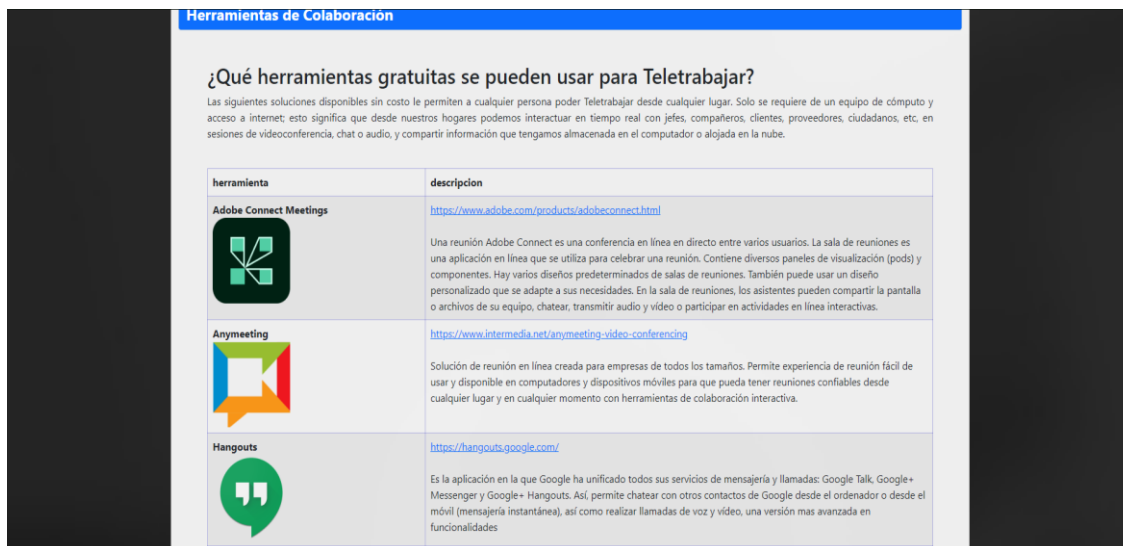 Herramientas de Colaboración
¿Qué herramientas gratuitas se pueden usar para Teletrabajar?
Las siguientes soluciones disponibles sin costo le permiten a cualquier persona poder Teletrabajar desde cualquier lugar. Solo se requiere de un equipo de cómputo y
acceso a internet; esto significa que desde nuestros hogares podemos interactuar en tiempo real con jefes, compañeros, clientes, proveedores, ciudadanos, etc, en
sesiones de videoconferencia, chat o audio, y compartir información que tengamos almacenada en el computador o alojada en la nube.
herramienta
descripcion
Adobe Connect Meetings
https://www.adobe.com/products/adobeconnect.html
Una reunión Adobe Connect es una conferencia en línea en directo entre varios usuarios. La sala de reuniones es
una aplicación en línea que se utiliza para celebrar una reunión. Contiene diversos paneles de visualización (pods) y
componentes. Hay varios diseños predeterminados de salas de reuniones. También puede usar un diseño
personalizado que se adapte a sus necesidades. En la sala de reuniones, los asistentes pueden compartir la pantalla
o archivos de su equipo, chatear, transmitir audio y vídeo o participar en actividades en línea interactivas.
Anymeeting
https://www.intermedia.net/anymeeting-video-conferencing
Solución de reunión en línea creada para empresas de todos los tamaños. Permite experiencia de reunión fácil de
usar y disponible en computadores y dispositivos móviles para que pueda tener reuniones confiables desde
cualquier lugar y en cualquier momento con herramientas de colaboración interactiva.
Hangouts
https://hangouts.google.com/
Es la aplicación en la que Google ha unificado todos sus servicios de mensajería y llamadas: Google Talk, Google+
Messenger y Google+ Hangouts. Así, permite chatear con otros contactos de Google desde el ordenador o desde el
móvil (mensajería instantánea), así como realizar llamadas de voz y vídeo, una versión mas avanzada en
funcionalidades